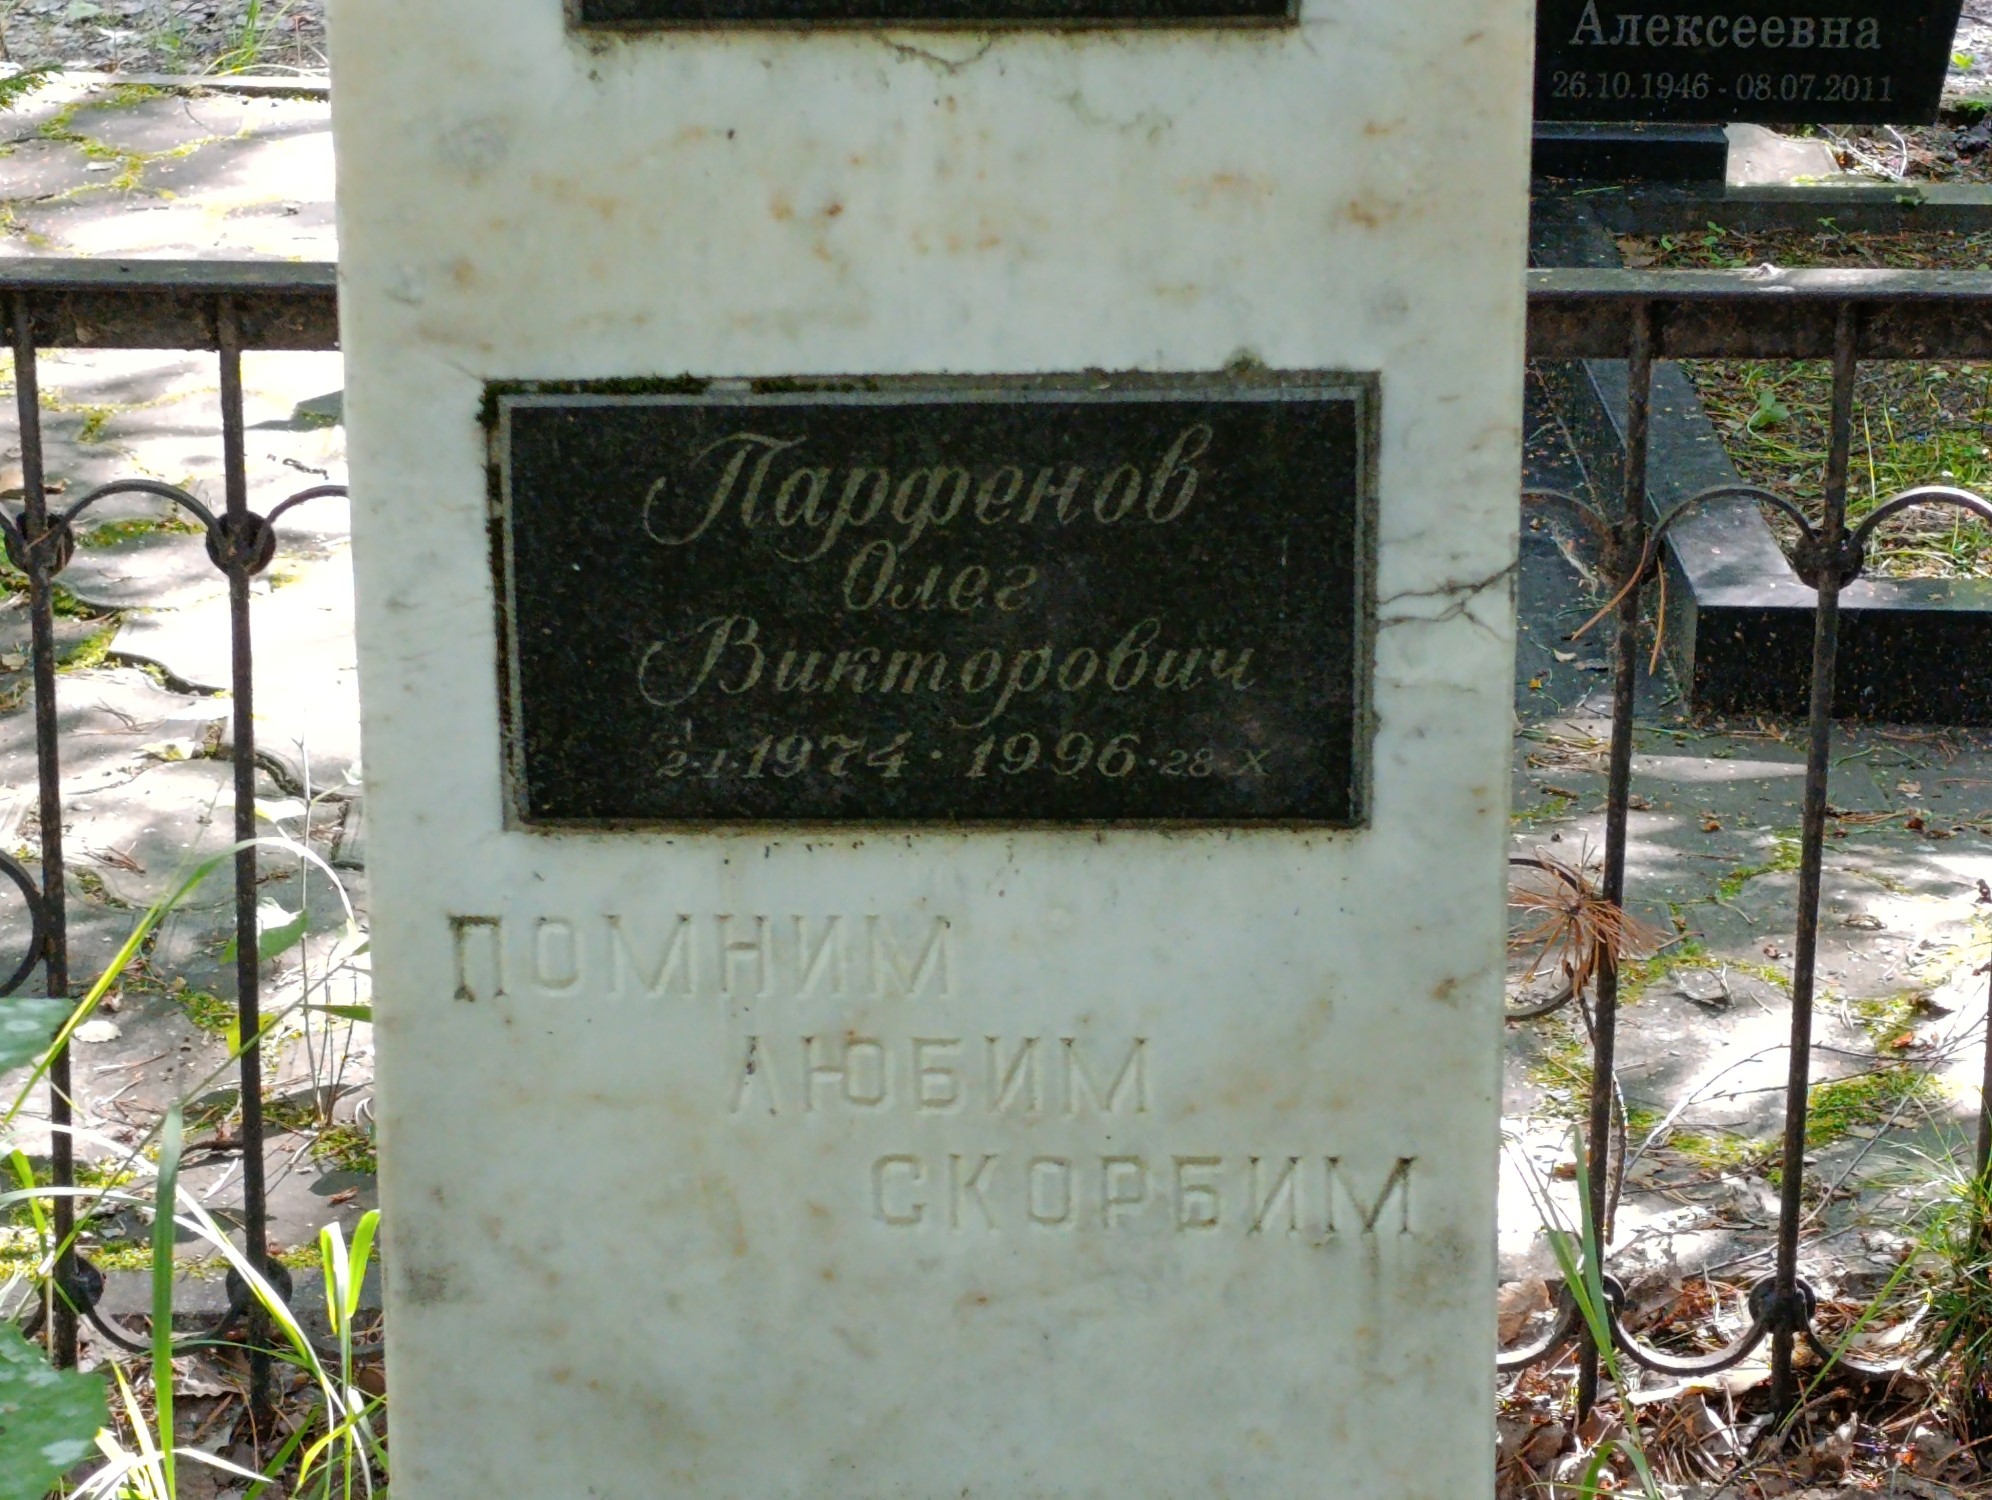 Алексеевна
26.10.1946 - 08.07.2011
Парфенов
Олег
Викторович
2·I·1974 · 1996·28·X
ПОМНИМ
ЛЮБИМ
СКОРБИМ